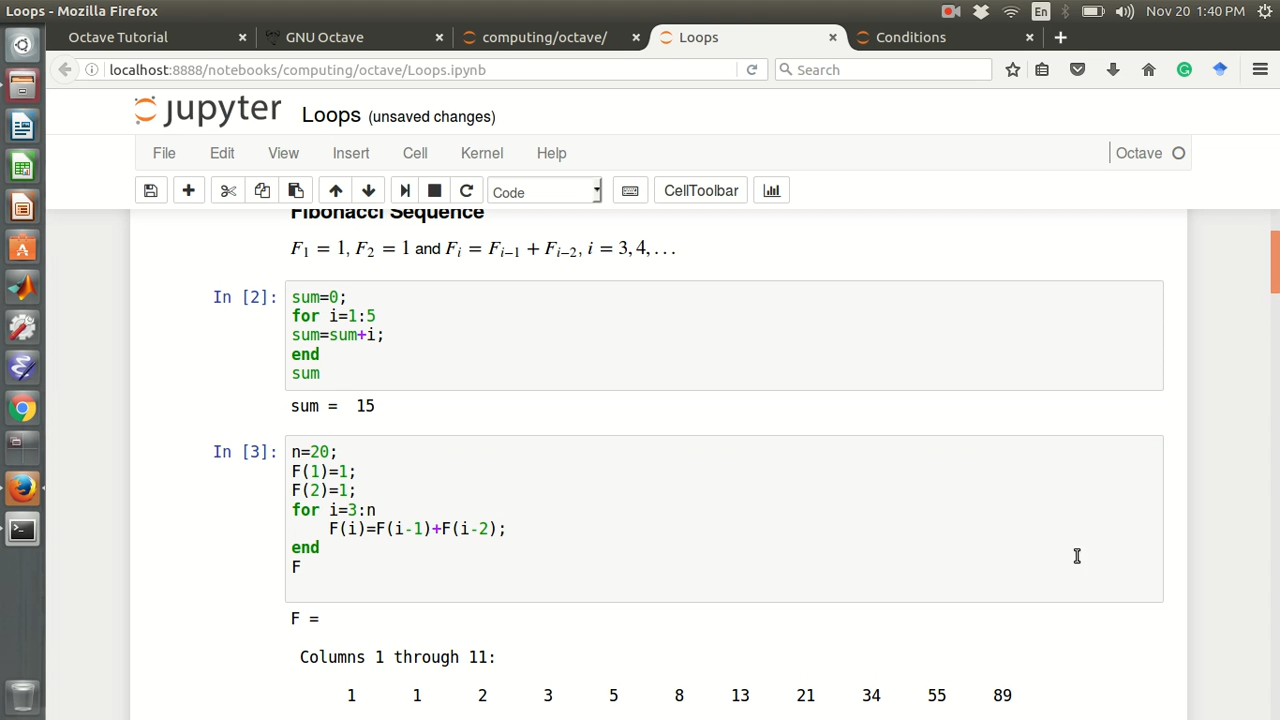 Loops - Mozilla Firefox
En
Nov 20 1:40 PM
Octave Tutorial
GNU Octave
computing/octave/
Loops
Conditions
localhost:8888/notebooks/computing/octave/Loops.ipynb
Search
jupyter Loops (unsaved changes)
File Edit View Insert Cell Kernel Help
Octave
Code
CellToolbar
Fibonacci Sequence
F₁ = 1, F₂ = 1 and Fᵢ = Fᵢ₋₁ + Fᵢ₋₂, i = 3, 4, …
In [2]:
sum=0;
for i=1:5
sum=sum+i;
end
sum
sum =  15
In [3]:
n=20;
F(1)=1;
F(2)=1;
for i=3:n
    F(i)=F(i-1)+F(i-2);
end
F
F =
Columns 1 through 11:
1 1 2 3 5 8 13 21 34 55 89